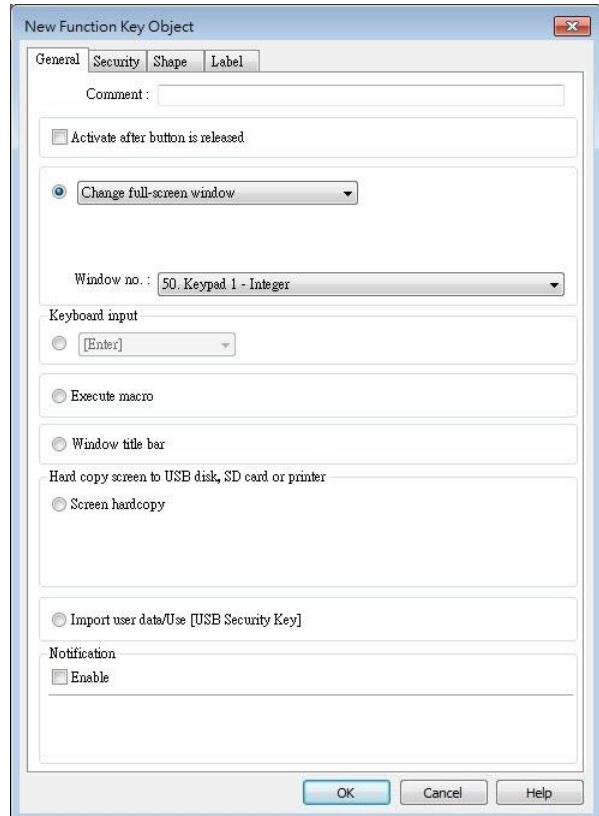 New Function Key Object
General Security Shape Label
Comment :
Activate after button is released
Change full-screen window
Window no. : 50. Keypad 1 - Integer
Keyboard input
[Enter]
Execute macro
Window title bar
Hard copy screen to USB disk, SD card or printer
Screen hardcopy
Import user data/Use [USB Security Key]
Notification
Enable
OK Cancel Help